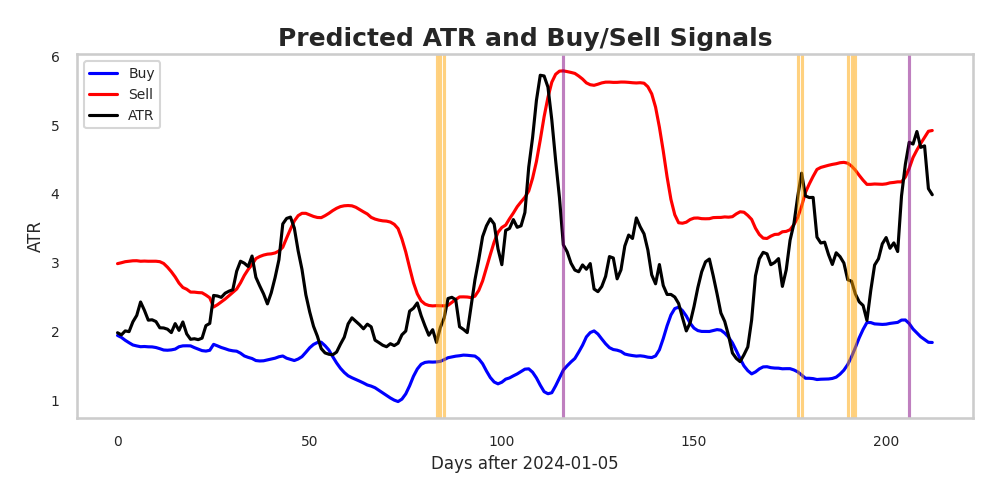 Predicted ATR and Buy/Sell Signals
Buy
Sell
ATR
6
5
4
3
2
1
ATR
0 50 100 150 200
Days after 2024-01-05